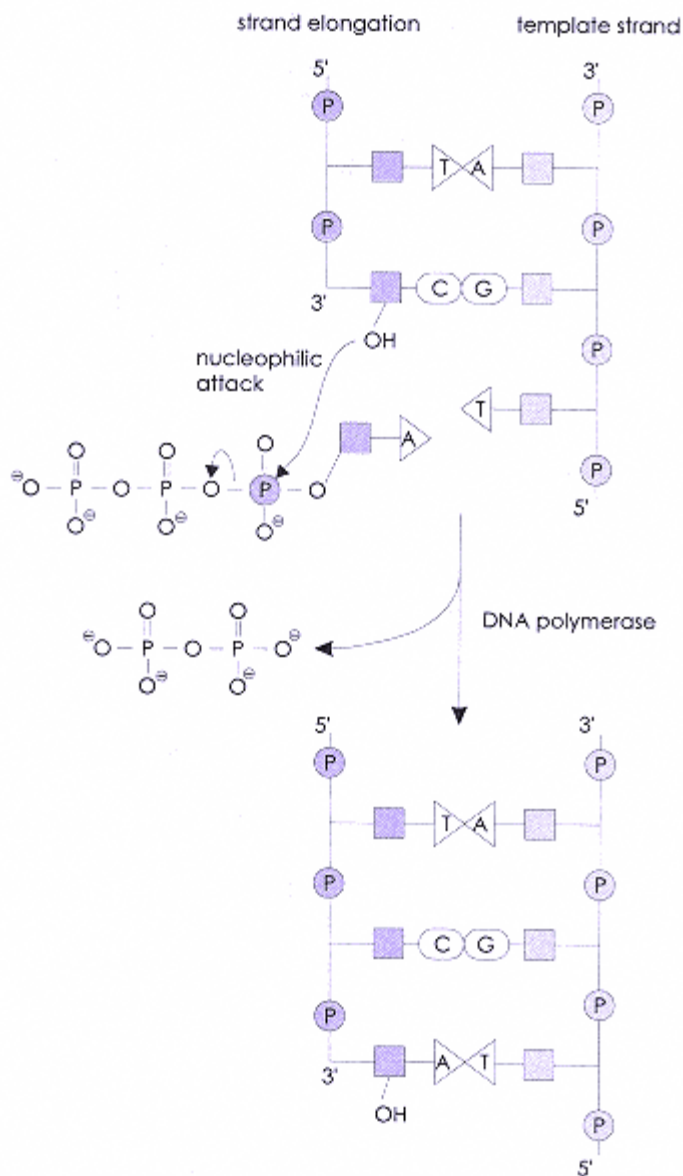 strand elongation template strand
5' 3'
P P
T A
P P
3' C G
OH P
nucleophilic
attack
T
A
O O O
⊖O P O P O P O P
O⊖ O⊖ O⊖ 5'
DNA polymerase
O O
⊖O P O P O⊖
O⊖ O⊖
5' 3'
P P
T A
P P
C G
P P
3' A T
OH
P
5'